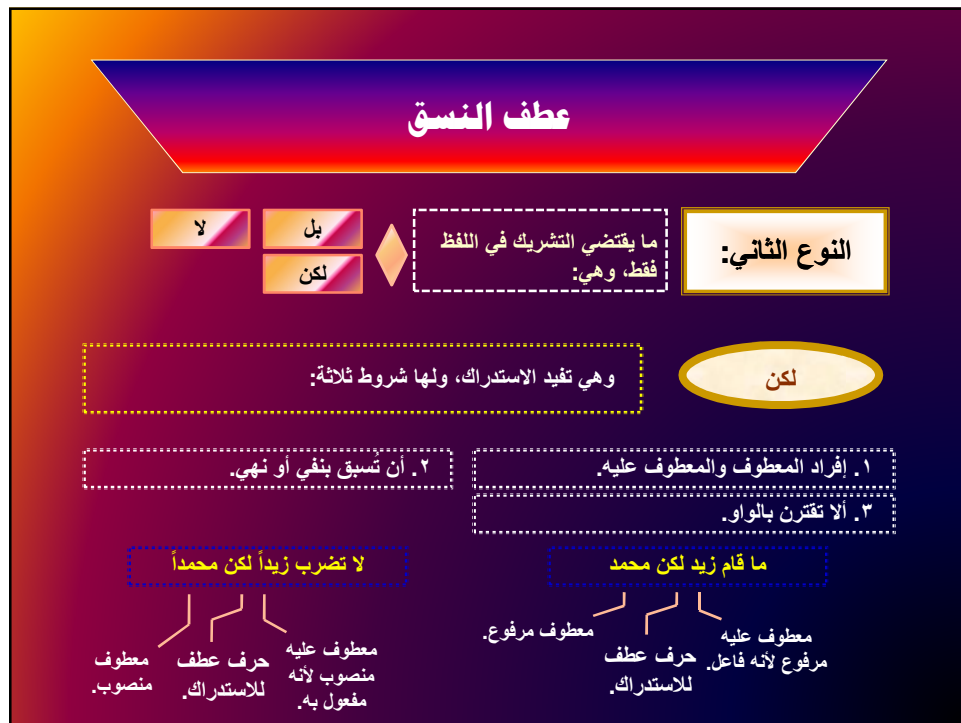 عطف النسق
النوع الثاني:
ما يقتضي التشريك في اللفظ
فقط، وهي:
بل
لا
لكن
لكن
وهي تفيد الاستدراك، ولها شروط ثلاثة:
١. إفراد المعطوف والمعطوف عليه.
٢. أن تُسبق بنفي أو نهي.
٣. ألا تقترن بالواو.
ما قام زيد لكن محمد
معطوف عليه
مرفوع لأنه فاعل.
حرف عطف
للاستدراك.
معطوف مرفوع.
لا تضرب زيداً لكن محمداً
معطوف عليه
منصوب لأنه
مفعول به.
حرف عطف
للاستدراك.
معطوف
منصوب.